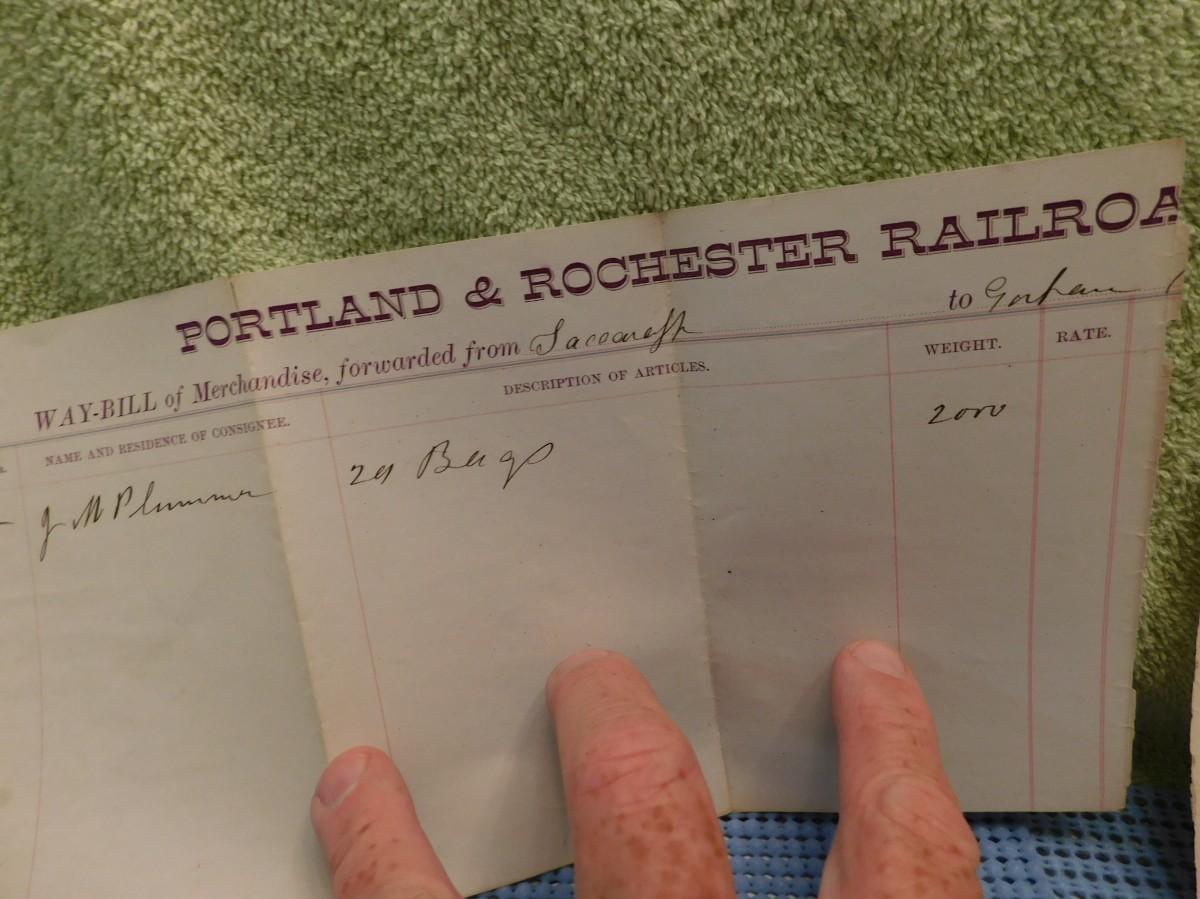 PORTLAND & ROCHESTER RAILROA
WAY-BILL of Merchandise, forwarded from Saccarappa to Gorham
NAME AND RESIDENCE OF CONSIGNEE. DESCRIPTION OF ARTICLES. WEIGHT. RATE.
J M Plummer 20 Bags 2000